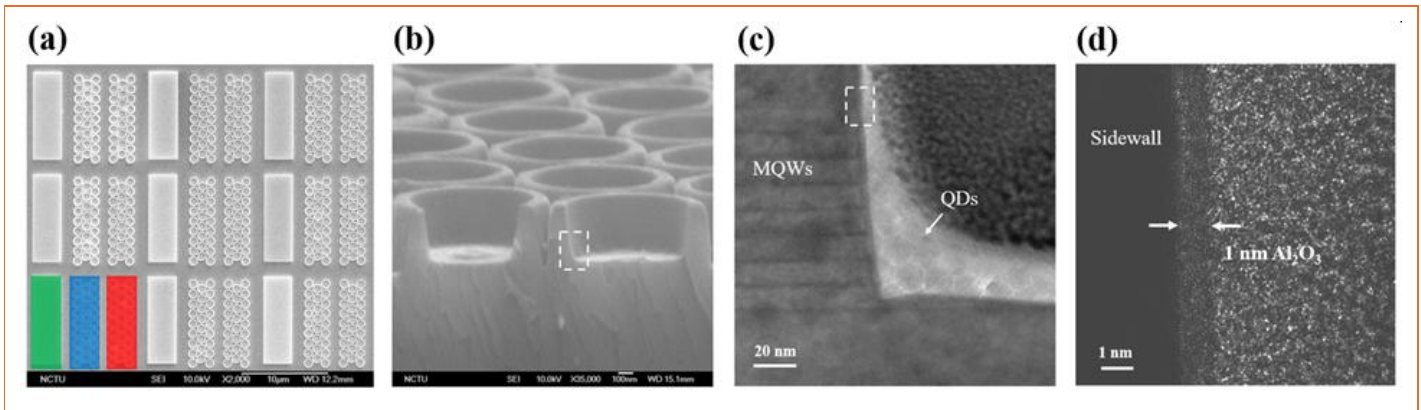 (a)
(b)
(c)
(d)
NCTU SEI 10.0kV X2,000 10μm WD 12.2mm
NCTU SEI 10.0kV X35,000 100nm WD 15.1mm
MQWs
QDs
20 nm
Sidewall
1 nm Al₂O₃
1 nm